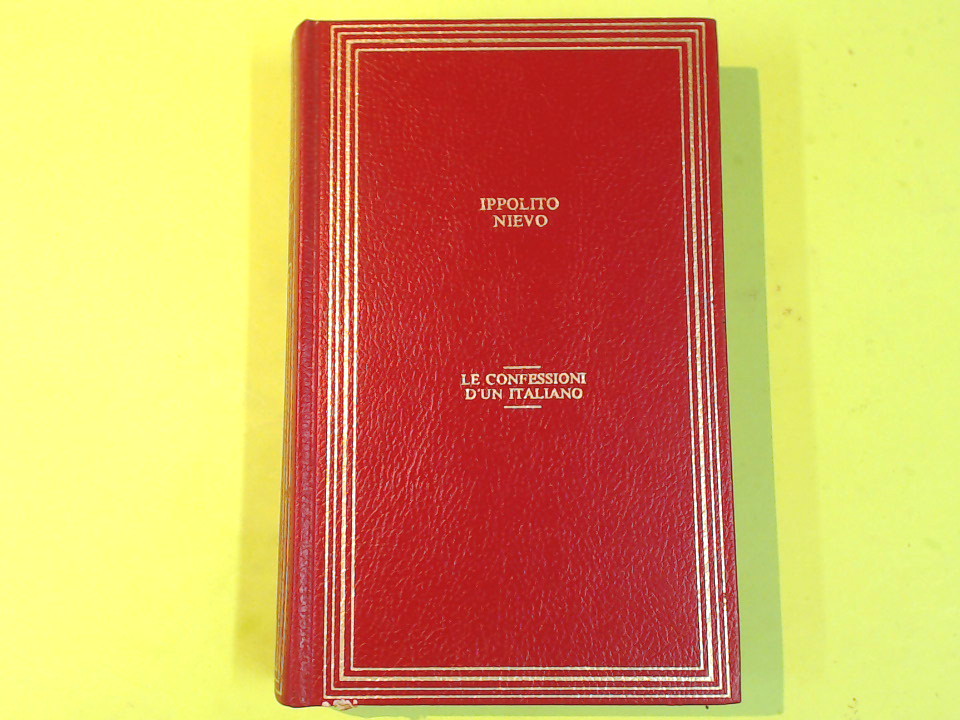 IPPOLITO
NIEVO
LE CONFESSIONI
D'UN ITALIANO